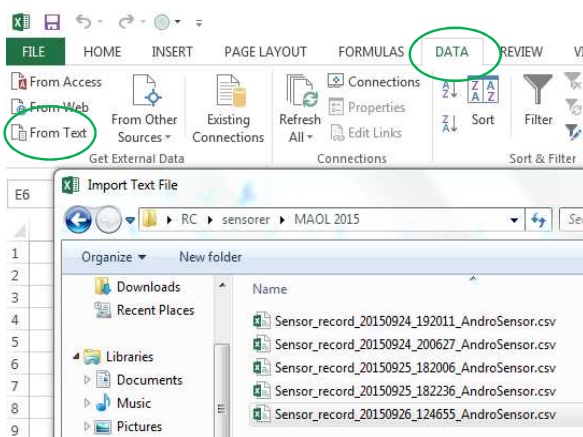 FILE HOME INSERT PAGE LAYOUT FORMULAS DATA REVIEW
From Access
From Web
From Text
From Other Sources
Existing Connections
Get External Data
Refresh All
Connections
Properties
Edit Links
Connections
A Z
Z A
Z A
A Z
Sort
Filter
Sort & Filter
E6
Import Text File
RC sensorer MAOL 2015
Organize New folder
1
2
3
4
5
6
7
8
9
Downloads
Recent Places
Libraries
Documents
Music
Pictures
Name
Sensor_record_20150924_192011_AndroSensor.csv
Sensor_record_20150924_200627_AndroSensor.csv
Sensor_record_20150925_182006_AndroSensor.csv
Sensor_record_20150925_182236_AndroSensor.csv
Sensor_record_20150926_124655_AndroSensor.csv